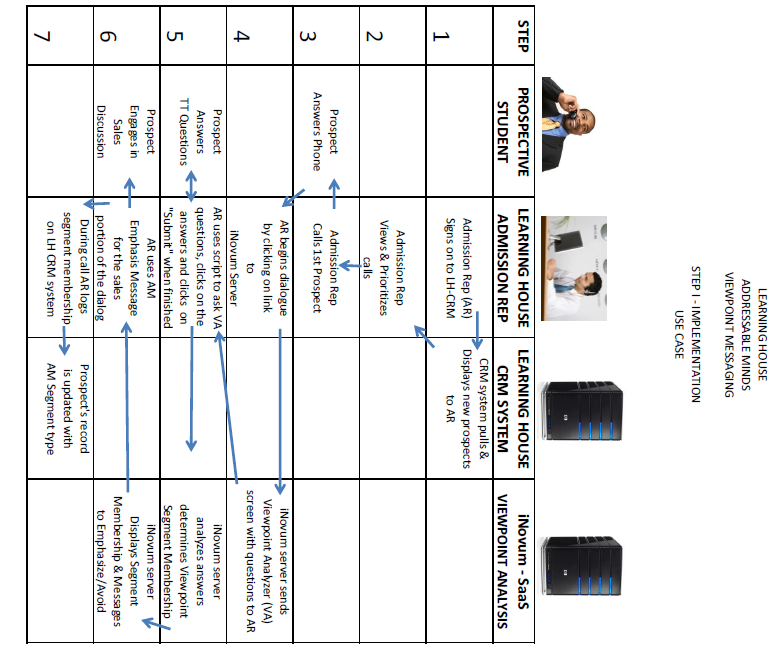 LEARNING HOUSE
ADDRESSABLE MINDS
VIEWPOINT MESSAGING
STEP I - IMPLEMENTATION
USE CASE
STEP
PROSPECTIVE
STUDENT
LEARNING HOUSE
ADMISSION REP
LEARNING HOUSE
CRM SYSTEM
iNovum - SaaS
VIEWPOINT ANALYSIS
1
Admission Rep (AR)
Signs on to LH-CRM
CRM system pulls &
Displays new prospects
to AR
2
Admission Rep
Views & Prioritizes
calls
3
Prospect
Answers Phone
Admission Rep
Calls 1st Prospect
4
AR begins dialogue
by clicking on link
to
iNovum Server
iNovum server sends
Viewpoint Analyzer (VA)
screen with questions to AR
5
Prospect
Answers
TT Questions
AR uses script to ask VA
questions, clicks on the
answers and clicks on
"Submit" when finished
iNovum server
analyzes answers
determines Viewpoint
Segment Membership
6
Prospect
Engages in
Sales
Discussion
AR uses AM
Emphasis Message
for the sales
portion of the dialog
iNovum server
Displays Segment
Membership & Messages
to Emphasize/Avoid
7
During call AR logs
segment membership
on LH CRM system
Prospect's record
is updated with
AM Segment type